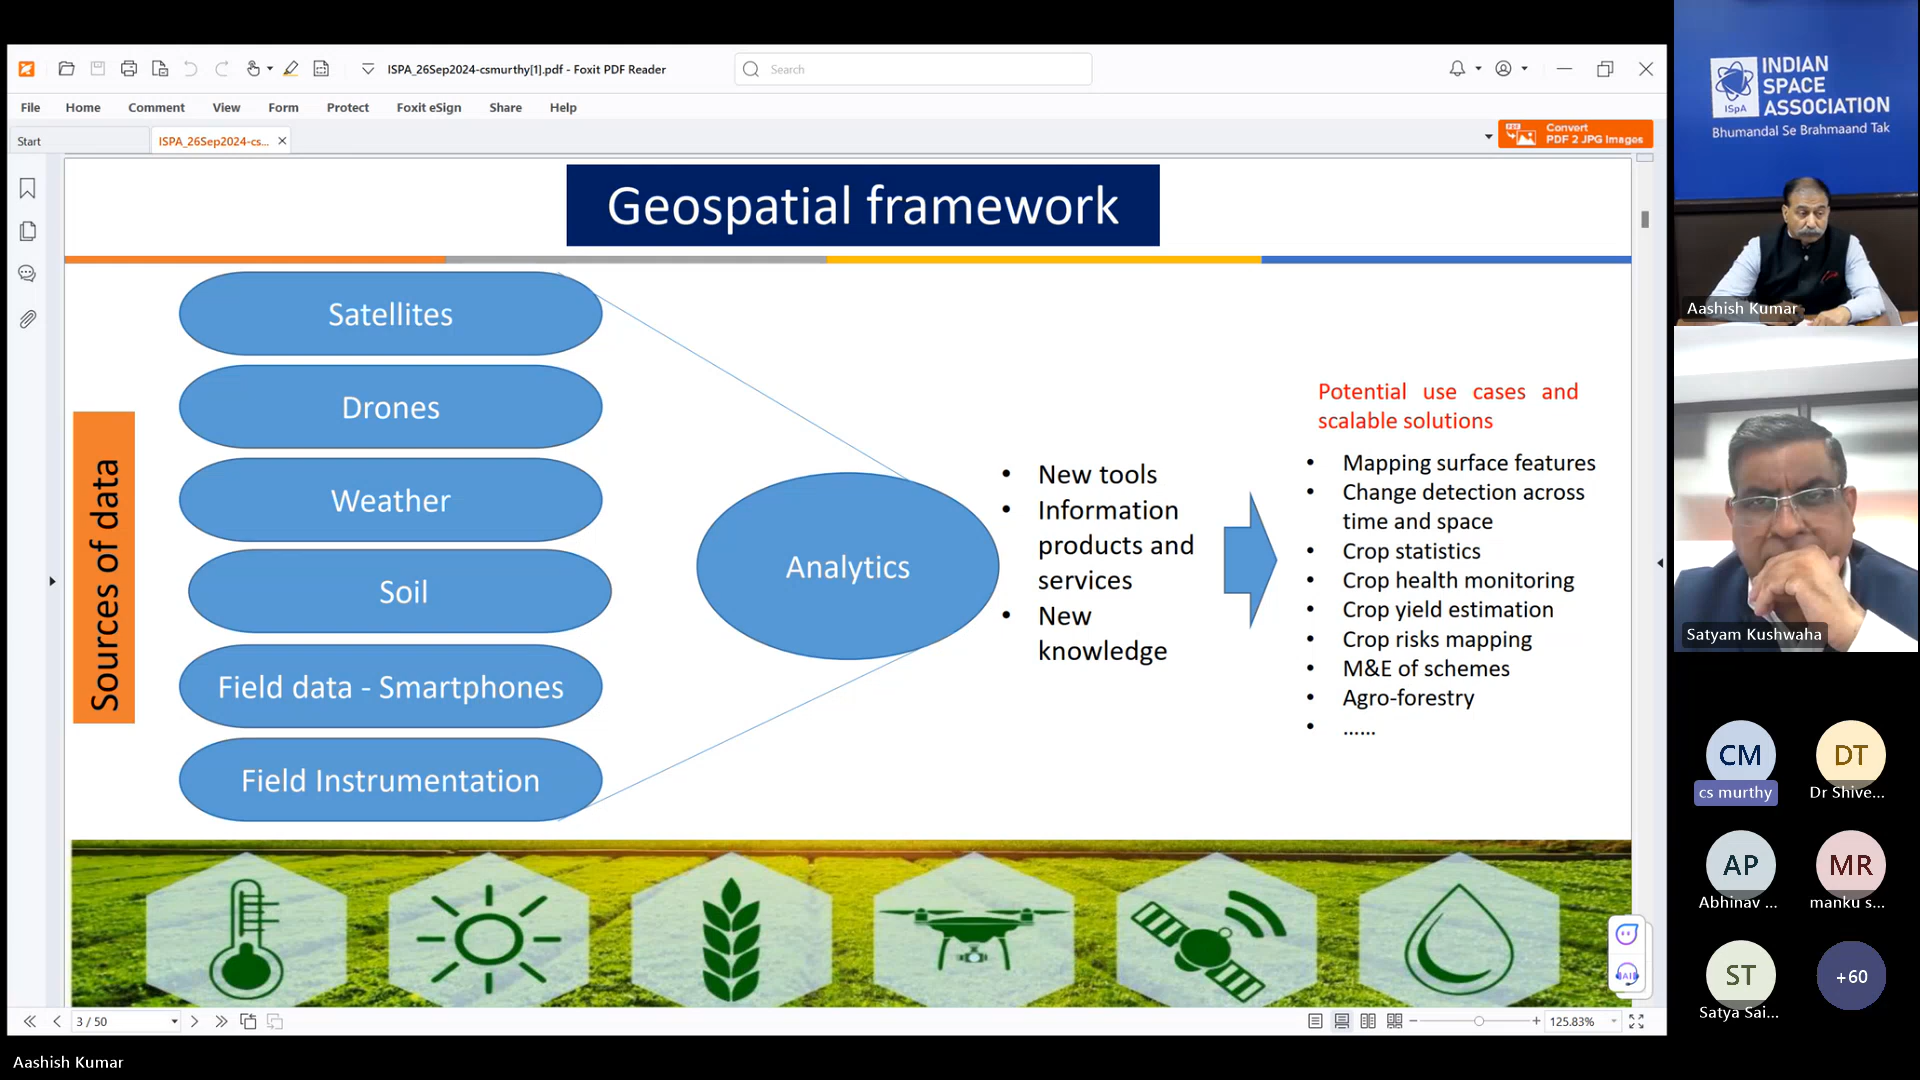 ISPA_26Sep2024-csmurthy[1].pdf - Foxit PDF Reader
Search
File Home Comment View Form Protect Foxit eSign Share Help
Start
ISPA_26Sep2024-cs...
Convert
PDF 2 JPG Images
Geospatial framework
Sources of data
Satellites
Drones
Weather
Soil
Field data - Smartphones
Field Instrumentation
Analytics
• New tools
• Information
products and
services
• New
knowledge
Potential use cases and
scalable solutions
• Mapping surface features
• Change detection across
time and space
• Crop statistics
• Crop health monitoring
• Crop yield estimation
• Crop risks mapping
• M&E of schemes
• Agro-forestry
• ......
3 / 50
125.83%
Aashish Kumar
ISpA
INDIAN
SPACE
ASSOCIATION
Bhumandal Se Brahmaand Tak
Aashish Kumar
Satyam Kushwaha
CM
cs murthy
DT
Dr Shive...
AP
Abhinav ...
MR
manku s...
ST
Satya Sai...
+60